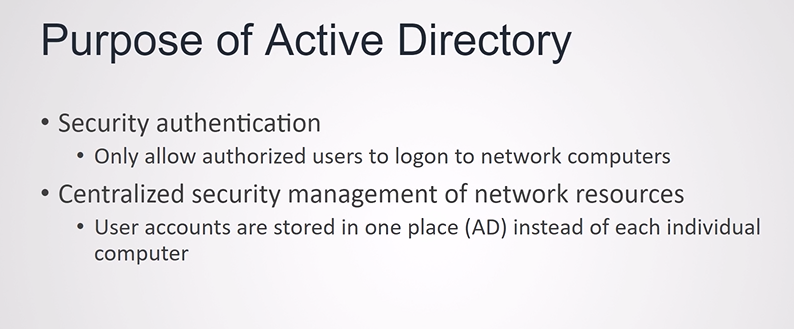 Purpose of Active Directory
• Security authentication
• Only allow authorized users to logon to network computers
• Centralized security management of network resources
• User accounts are stored in one place (AD) instead of each individual
computer